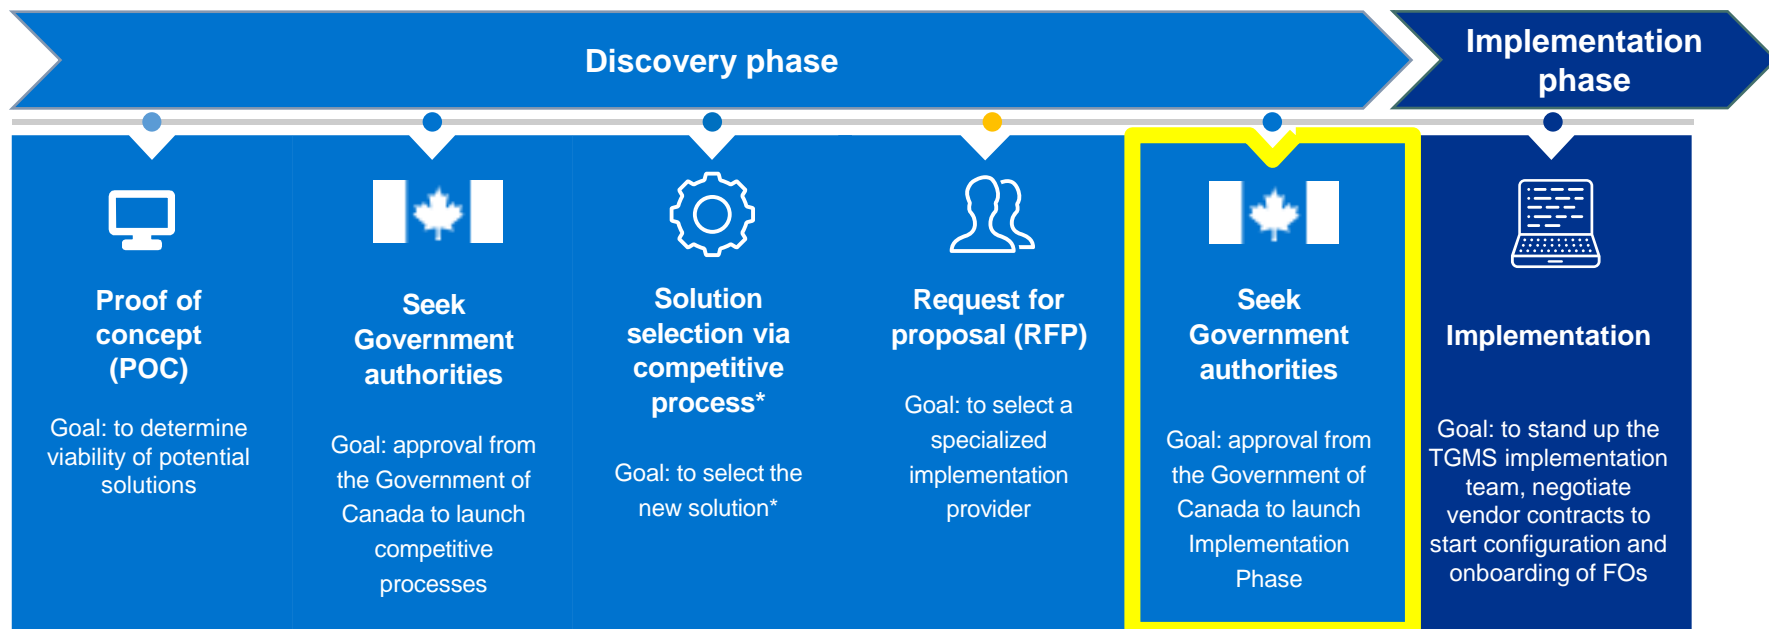 Discovery phase
Implementation
phase
Proof of
concept
(POC)
Goal: to determine
viability of potential
solutions
Seek
Government
authorities
Goal: approval from
the Government of
Canada to launch
competitive
processes
Solution
selection via
competitive
process*
Goal: to select the
new solution*
Request for
proposal (RFP)
Goal: to select a
specialized
implementation
provider
Seek
Government
authorities
Goal: approval from
the Government of
Canada to launch
Implementation
Phase
Implementation
Goal: to stand up the
TGMS implementation
team, negotiate
vendor contracts to
start configuration and
onboarding of FOs